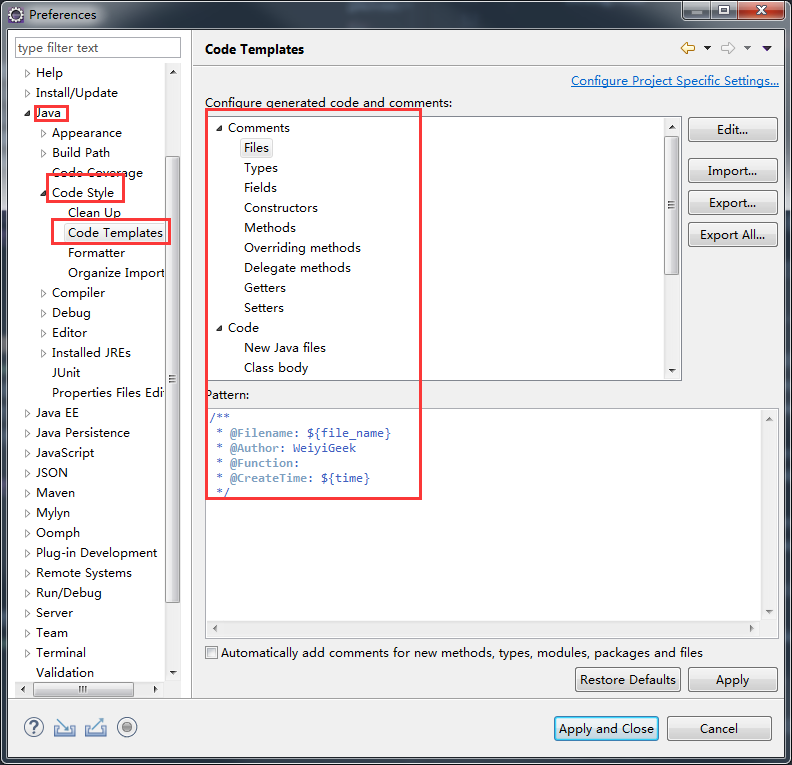 Preferences
type filter text
Help
Install/Update
Java
Appearance
Build Path
Code Coverage
Code Style
Clean Up
Code Templates
Formatter
Organize Import
Compiler
Debug
Editor
Installed JREs
JUnit
Properties Files Edi
Java EE
Java Persistence
JavaScript
JSON
Maven
Mylyn
Oomph
Plug-in Development
Remote Systems
Run/Debug
Server
Team
Terminal
Validation
Code Templates
Configure Project Specific Settings...
Configure generated code and comments:
Comments
Files
Types
Fields
Constructors
Methods
Overriding methods
Delegate methods
Getters
Setters
Code
New Java files
Class body
Edit...
Import...
Export...
Export All...
Pattern:
/**
* @Filename: ${file_name}
* @Author: WeiyiGeek
* @Function:
* @CreateTime: ${time}
*/
Automatically add comments for new methods, types, modules, packages and files
Restore Defaults
Apply
Apply and Close
Cancel